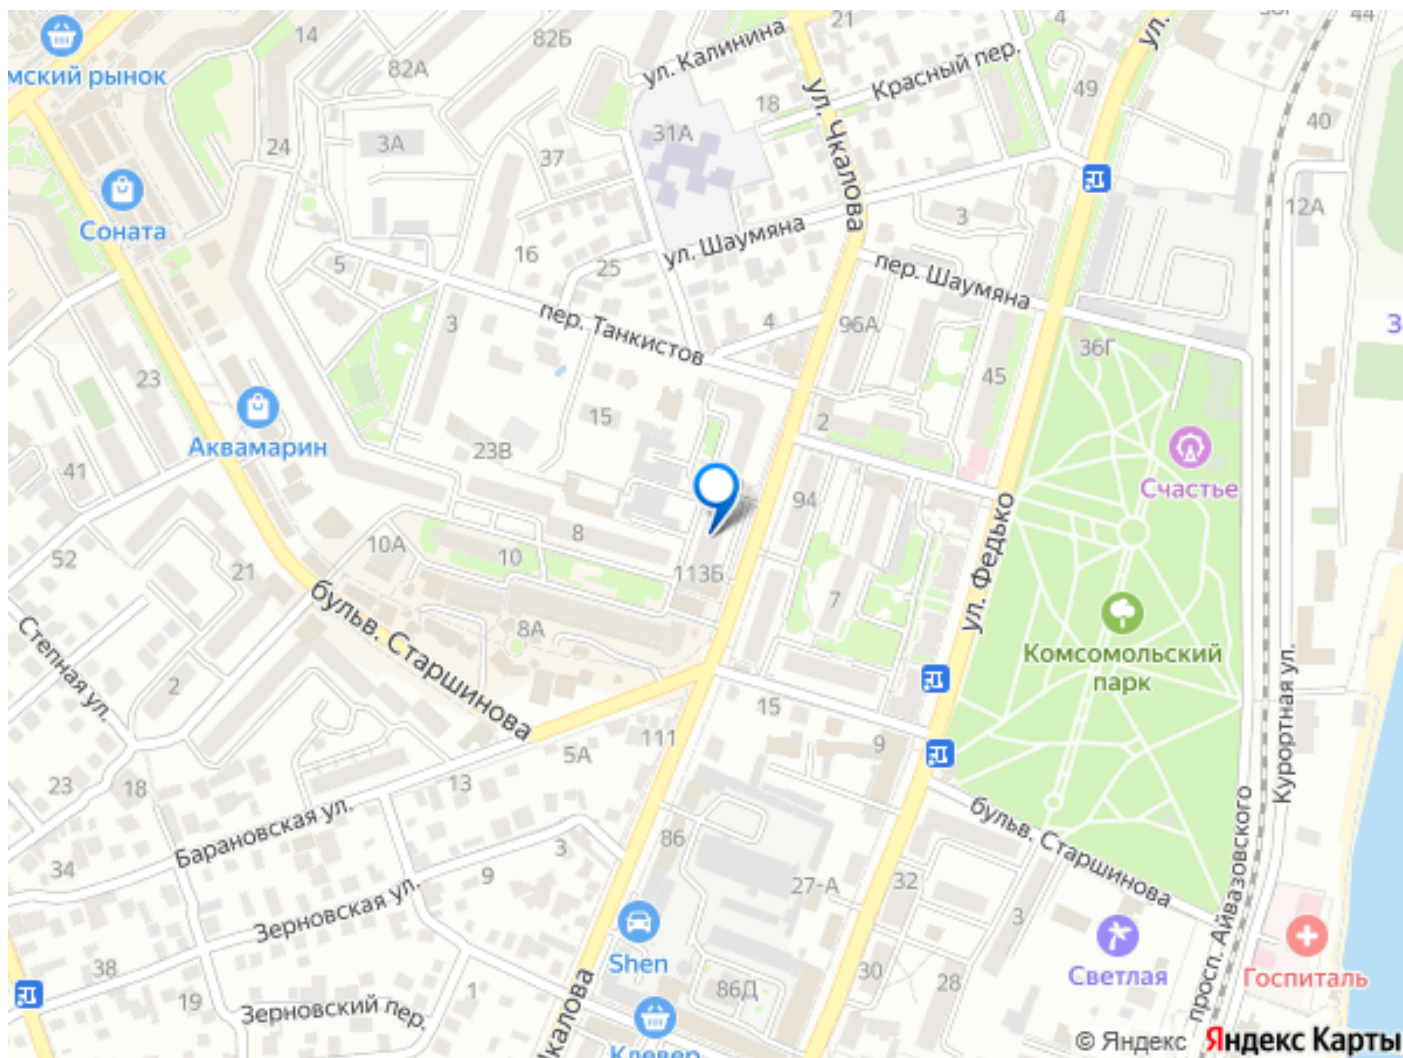 21
4
44
14
82Б
ул. Калинина
ул.
мский рынок
82А
Красный пер.
49
18
ул. Чкалова
40
31А
3А
24
37
12А
Соната
3
16
ул. Шаумяна
25
5
пер. Шаумяна
пер. Танкистов
4
3
96А
З
36Г
45
23
15
2
Аквамарин
23В
41
Счастье
94
ул. Федько
8
10А
10
52
21
113Б
7
бульв. Старшинова
8А
Степная ул.
Комсомольский
парк
Курортная ул.
2
15
111
9
5А
13
23
18
Барановская ул.
86
3
бульв. Старшинова
34
9
27-А
32
Зерновская ул.
3
просп. Айвазовского
Shen
Светлая
Госпиталь
38
30
28
19
1
86Д
Зерновский пер.
Чкалова
Клевер
© Яндекс Яндекс Карты